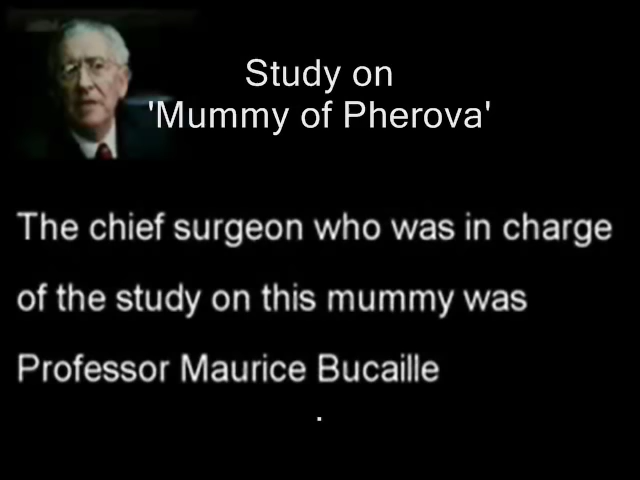 Study on
'Mummy of Pherova'
The chief surgeon who was in charge
of the study on this mummy was
Professor Maurice Bucaille
.